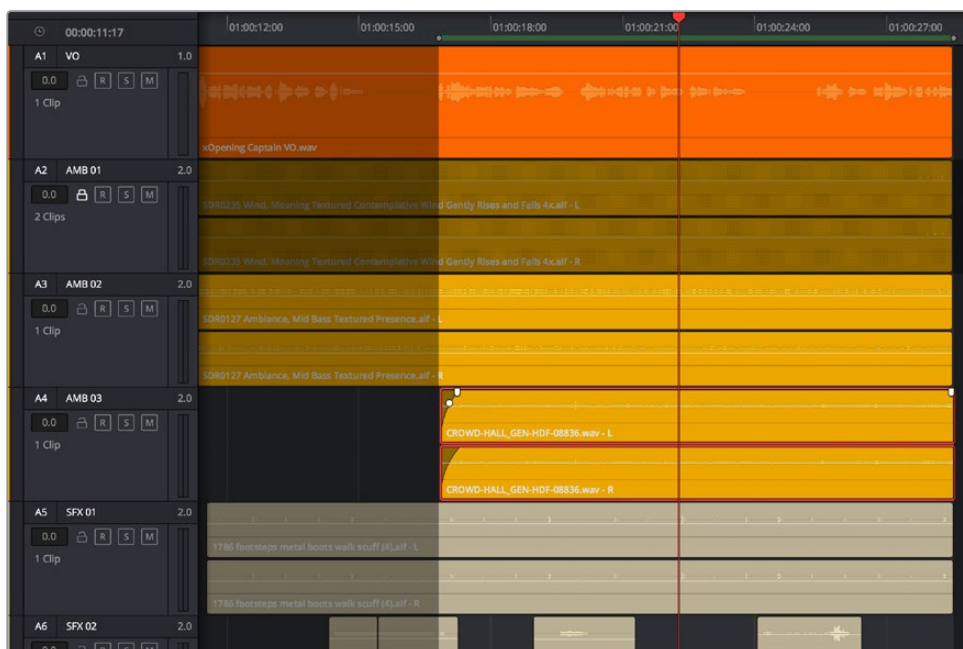 00:00:11:17
01:00:12:00 01:00:15:00 01:00:18:00 01:00:21:00 01:00:24:00 01:00:27:00
A1 VO 1.0
0.0 R S M
1 Clip
xOpening Captain VO.wav
A2 AMB 01 2.0
0.0 R S M
2 Clips
SDR0235 Wind, Moaning Textured Contemplative Wind Gently Rises and Falls 4x.aif - L
SDR0235 Wind, Moaning Textured Contemplative Wind Gently Rises and Falls 4x.aif - R
A3 AMB 02 2.0
0.0 R S M
1 Clip
SDR0127 Ambiance, Mid Bass Textured Presence.aif - L
SDR0127 Ambiance, Mid Bass Textured Presence.aif - R
A4 AMB 03 2.0
0.0 R S M
1 Clip
CROWD-HALL_GEN-HDF-08836.wav - L
CROWD-HALL_GEN-HDF-08836.wav - R
A5 SFX 01 2.0
0.0 R S M
1 Clip
1786 footsteps metal boots walk scuff (4).aif - L
1786 footsteps metal boots walk scuff (4).aif - R
A6 SFX 02 2.0